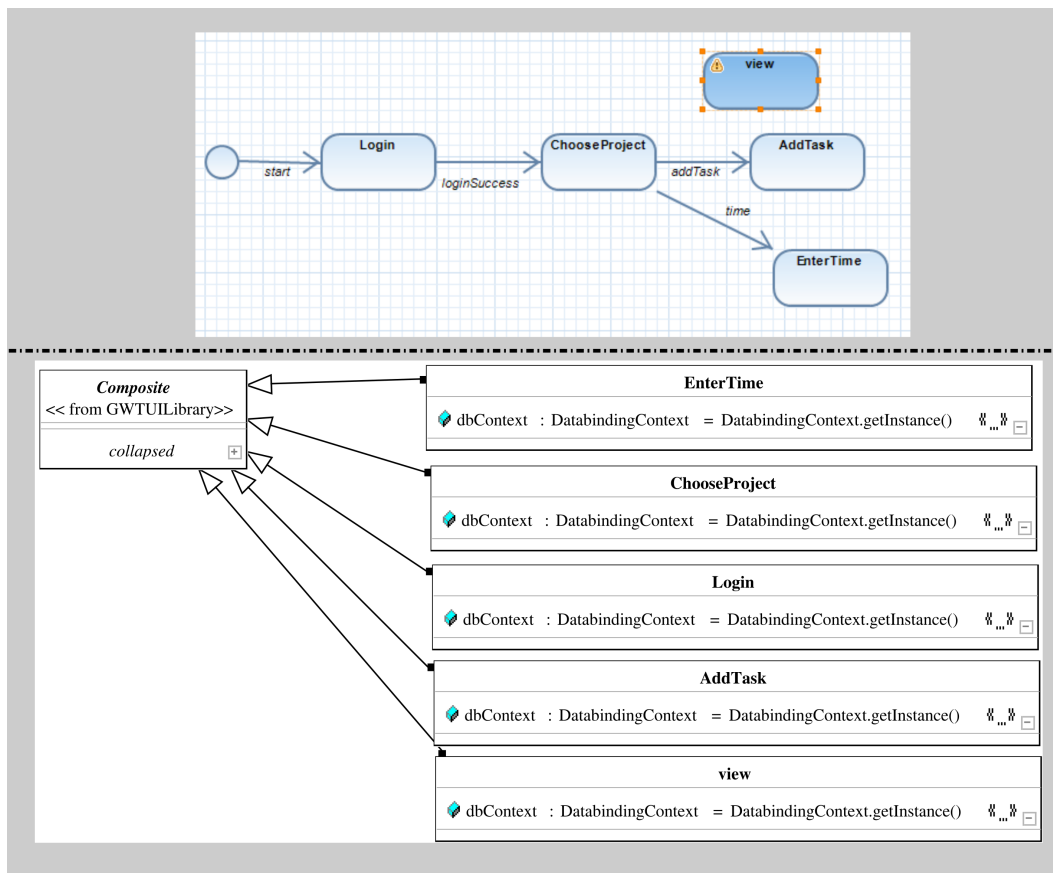 view
Login
ChooseProject
AddTask
start
loginSuccess
addTask
time
EnterTime
Composite
<< from GWTUILibrary>>
collapsed
EnterTime
dbContext : DatabindingContext = DatabindingContext.getInstance()
ChooseProject
dbContext : DatabindingContext = DatabindingContext.getInstance()
Login
dbContext : DatabindingContext = DatabindingContext.getInstance()
AddTask
dbContext : DatabindingContext = DatabindingContext.getInstance()
view
dbContext : DatabindingContext = DatabindingContext.getInstance()